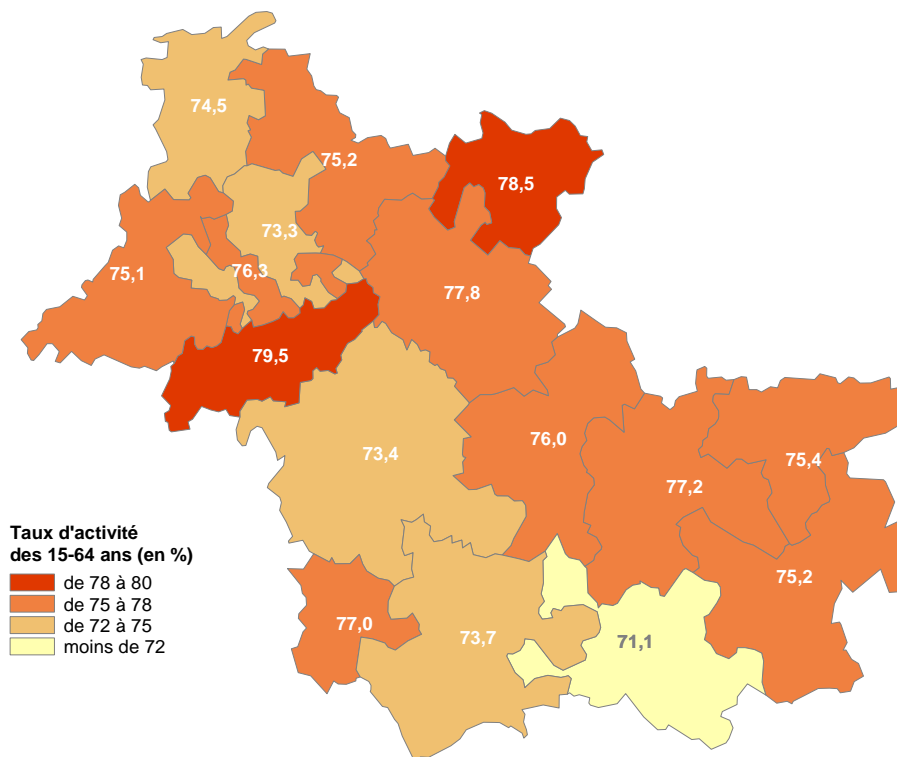 74,5
75,2
78,5
73,3
75,1
76,3
77,8
79,5
76,0
73,4
75,4
77,2
75,2
77,0
73,7
71,1
Taux d'activité
des 15-64 ans (en %)
de 78 à 80
de 75 à 78
de 72 à 75
moins de 72